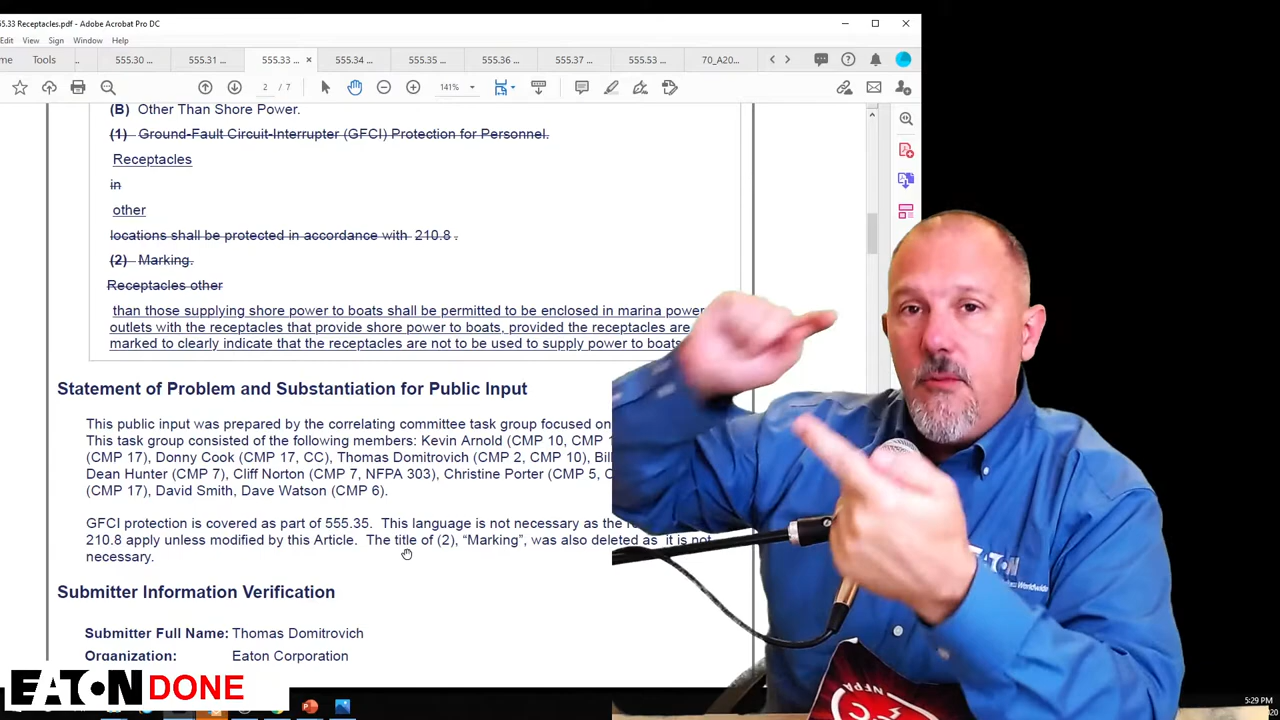 55.33 Receptacles.pdf - Adobe Acrobat Pro DC
Edit View Sign Window Help
me Tools 555.30 ... 555.3 ... 555.33 ... × 555.34 ... 555.35 ... 555.36 ... 555.37 ... 555.53 ... 70_A20...
2 / 7 141%
(B) Other Than Shore Power.
(1) Ground-Fault Circuit-Interrupter (GFCI) Protection for Personnel.
Receptacles
in
other
locations shall be protected in accordance with 210.8 .
(2) Marking.
Receptacles other
than those supplying shore power to boats shall be permitted to be enclosed in marina power
outlets with the receptacles that provide shore power to boats, provided the receptacles are
marked to clearly indicate that the receptacles are not to be used to supply power to boats.
Statement of Problem and Substantiation for Public Input
This public input was prepared by the correlating committee task group focused on
This task group consisted of the following members: Kevin Arnold (CMP 10, CMP
(CMP 17), Donny Cook (CMP 17, CC), Thomas Domitrovich (CMP 2, CMP 10), Bill
Dean Hunter (CMP 7), Cliff Norton (CMP 7, NFPA 303), Christine Porter (CMP 5,
(CMP 17), David Smith, Dave Watson (CMP 6).
GFCI protection is covered as part of 555.35. This language is not necessary as the
210.8 apply unless modified by this Article. The title of (2), “Marking”, was also deleted as it is not
necessary.
Submitter Information Verification
Submitter Full Name: Thomas Domitrovich
Organization: Eaton Corporation
EATON DONE
EATON
NFPA
5:29 PM